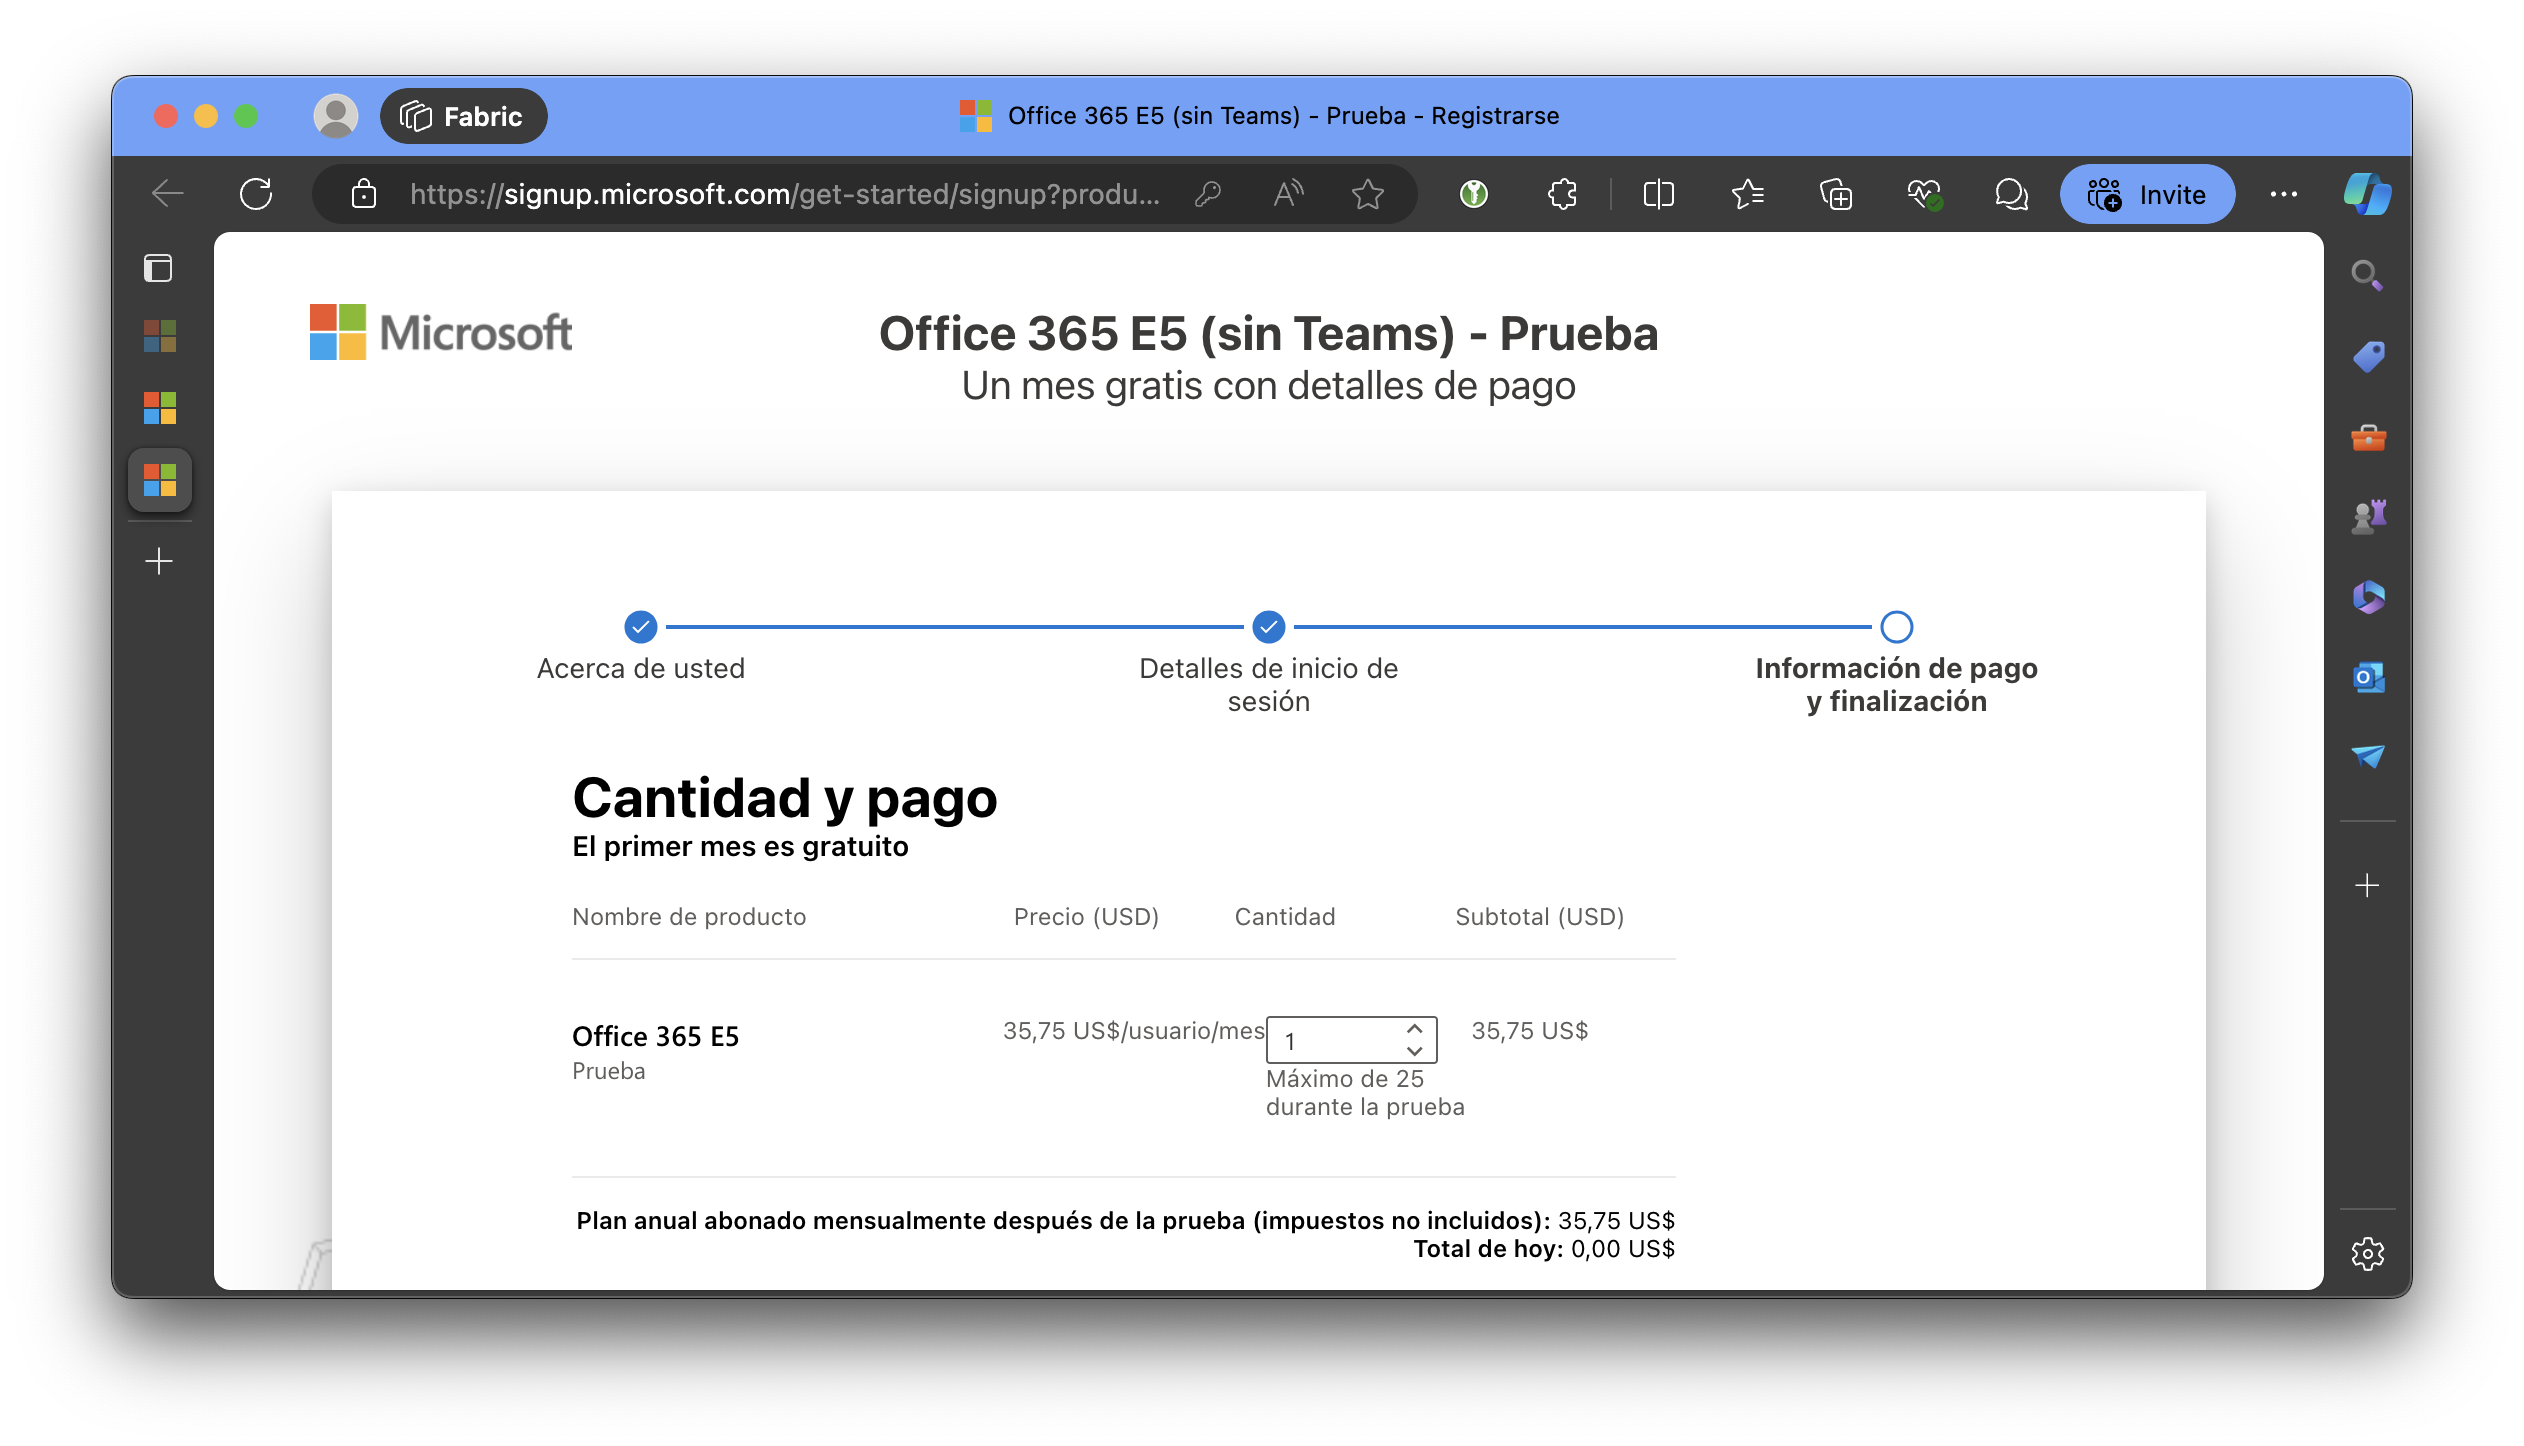 Fabric
Office 365 E5 (sin Teams) - Prueba - Registrarse
https://signup.microsoft.com/get-started/signup?produ...
Invite
Microsoft
Office 365 E5 (sin Teams) - Prueba
Un mes gratis con detalles de pago
Acerca de usted
Detalles de inicio de
sesión
Información de pago
y finalización
Cantidad y pago
El primer mes es gratuito
Nombre de producto Precio (USD) Cantidad Subtotal (USD)
Office 365 E5 35,75 US$/usuario/mes 1 35,75 US$
Prueba
Máximo de 25
durante la prueba
Plan anual abonado mensualmente después de la prueba (impuestos no incluidos): 35,75 US$
Total de hoy: 0,00 US$